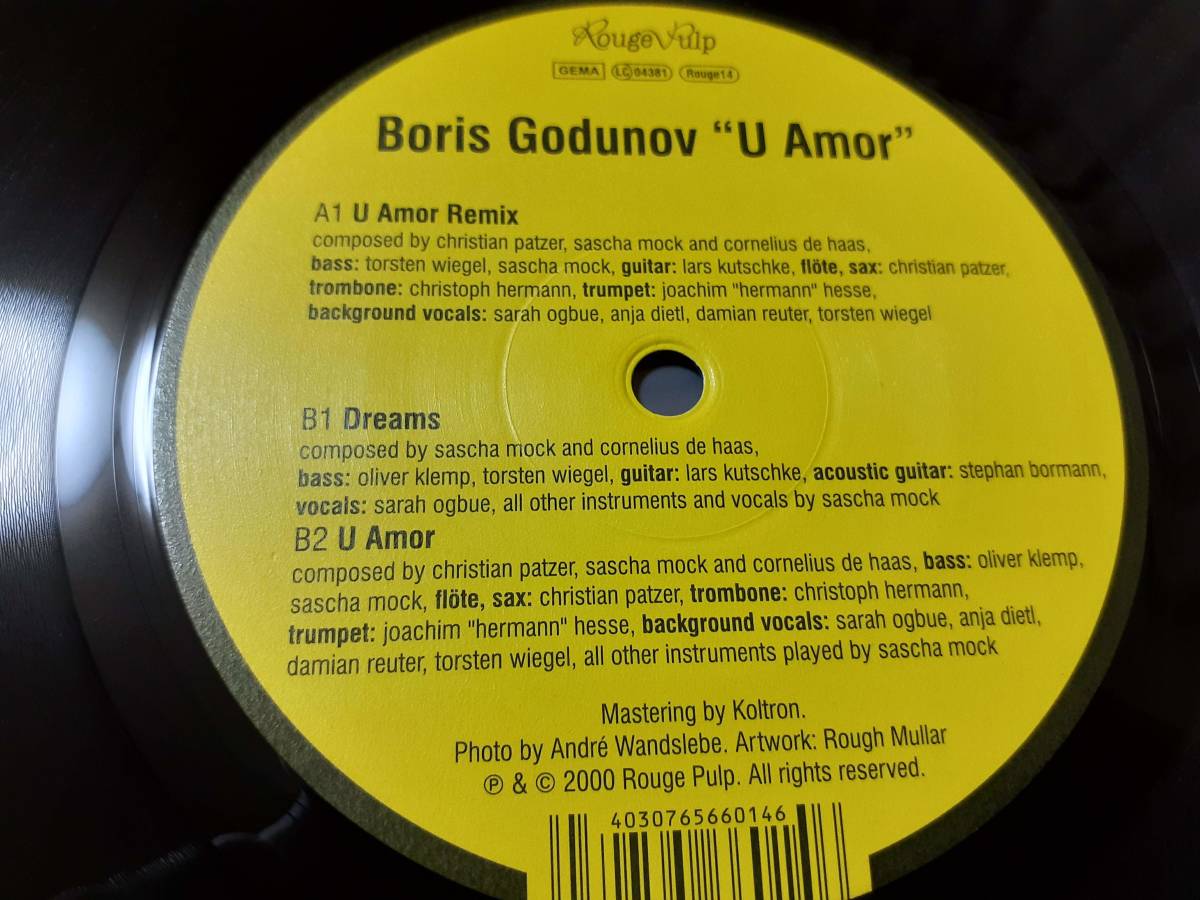 Rouge Pulp
GEMA LC 04381 Rouge14
Boris Godunov “U Amor”
A1 U Amor Remix
composed by christian patzer, sascha mock and cornelius de haas,
bass: torsten wiegel, sascha mock, guitar: lars kutschke, flöte, sax: christian patzer,
trombone: christoph hermann, trumpet: joachim "hermann" hesse,
background vocals: sarah ogbue, anja dietl, damian reuter, torsten wiegel
B1 Dreams
composed by sascha mock and cornelius de haas,
bass: oliver klemp, torsten wiegel, guitar: lars kutschke, acoustic guitar: stephan bormann,
vocals: sarah ogbue, all other instruments and vocals by sascha mock
B2 U Amor
composed by christian patzer, sascha mock and cornelius de haas, bass: oliver klemp,
sascha mock, flöte, sax: christian patzer, trombone: christoph hermann,
trumpet: joachim "hermann" hesse, background vocals: sarah ogbue, anja dietl,
damian reuter, torsten wiegel, all other instruments played by sascha mock
Mastering by Koltron.
Photo by André Wandslebe. Artwork: Rough Mullar
℗ & © 2000 Rouge Pulp. All rights reserved.
4030765660146